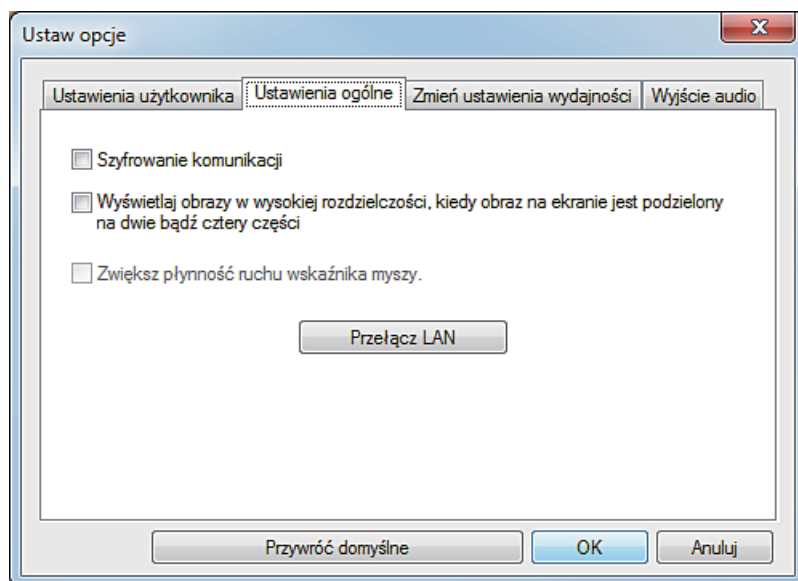 Ustaw opcje
Ustawienia użytkownika
Ustawienia ogólne
Zmień ustawienia wydajności
Wyjście audio
Szyfrowanie komunikacji
Wyświetlaj obrazy w wysokiej rozdzielczości, kiedy obraz na ekranie jest podzielony
na dwie bądź cztery części
Zwiększ płynność ruchu wskaźnika myszy.
Przełącz LAN
Przywróć domyślne
OK
Anuluj